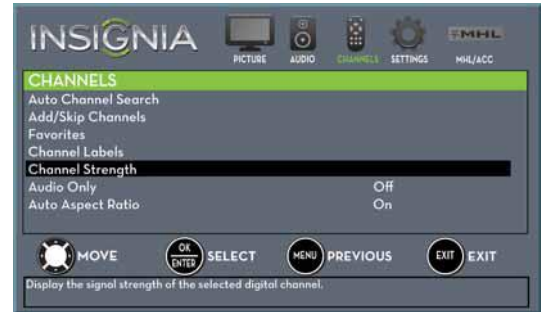 INSIGNIA
PICTURE AUDIO CHANNELS SETTINGS MHL/ACC
MHL
CHANNELS
Auto Channel Search
Add/Skip Channels
Favorites
Channel Labels
Channel Strength
Audio Only Off
Auto Aspect Ratio On
MOVE OK ENTER SELECT MENU PREVIOUS EXIT EXIT
Display the signal strength of the selected digital channel.